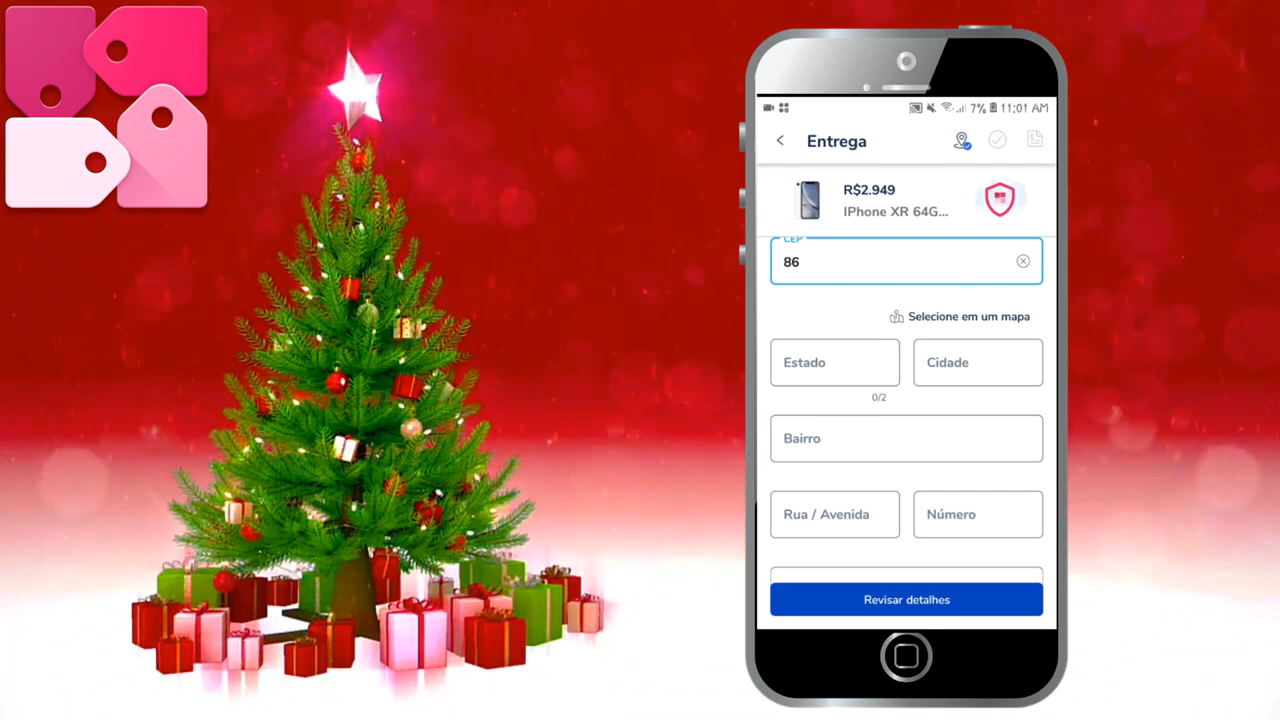 7% 11:01 AM
Entrega
R$2.949
IPhone XR 64G...
CEP
86
Selecione em um mapa
Estado
Cidade
0/2
Bairro
Rua / Avenida
Número
Revisar detalhes